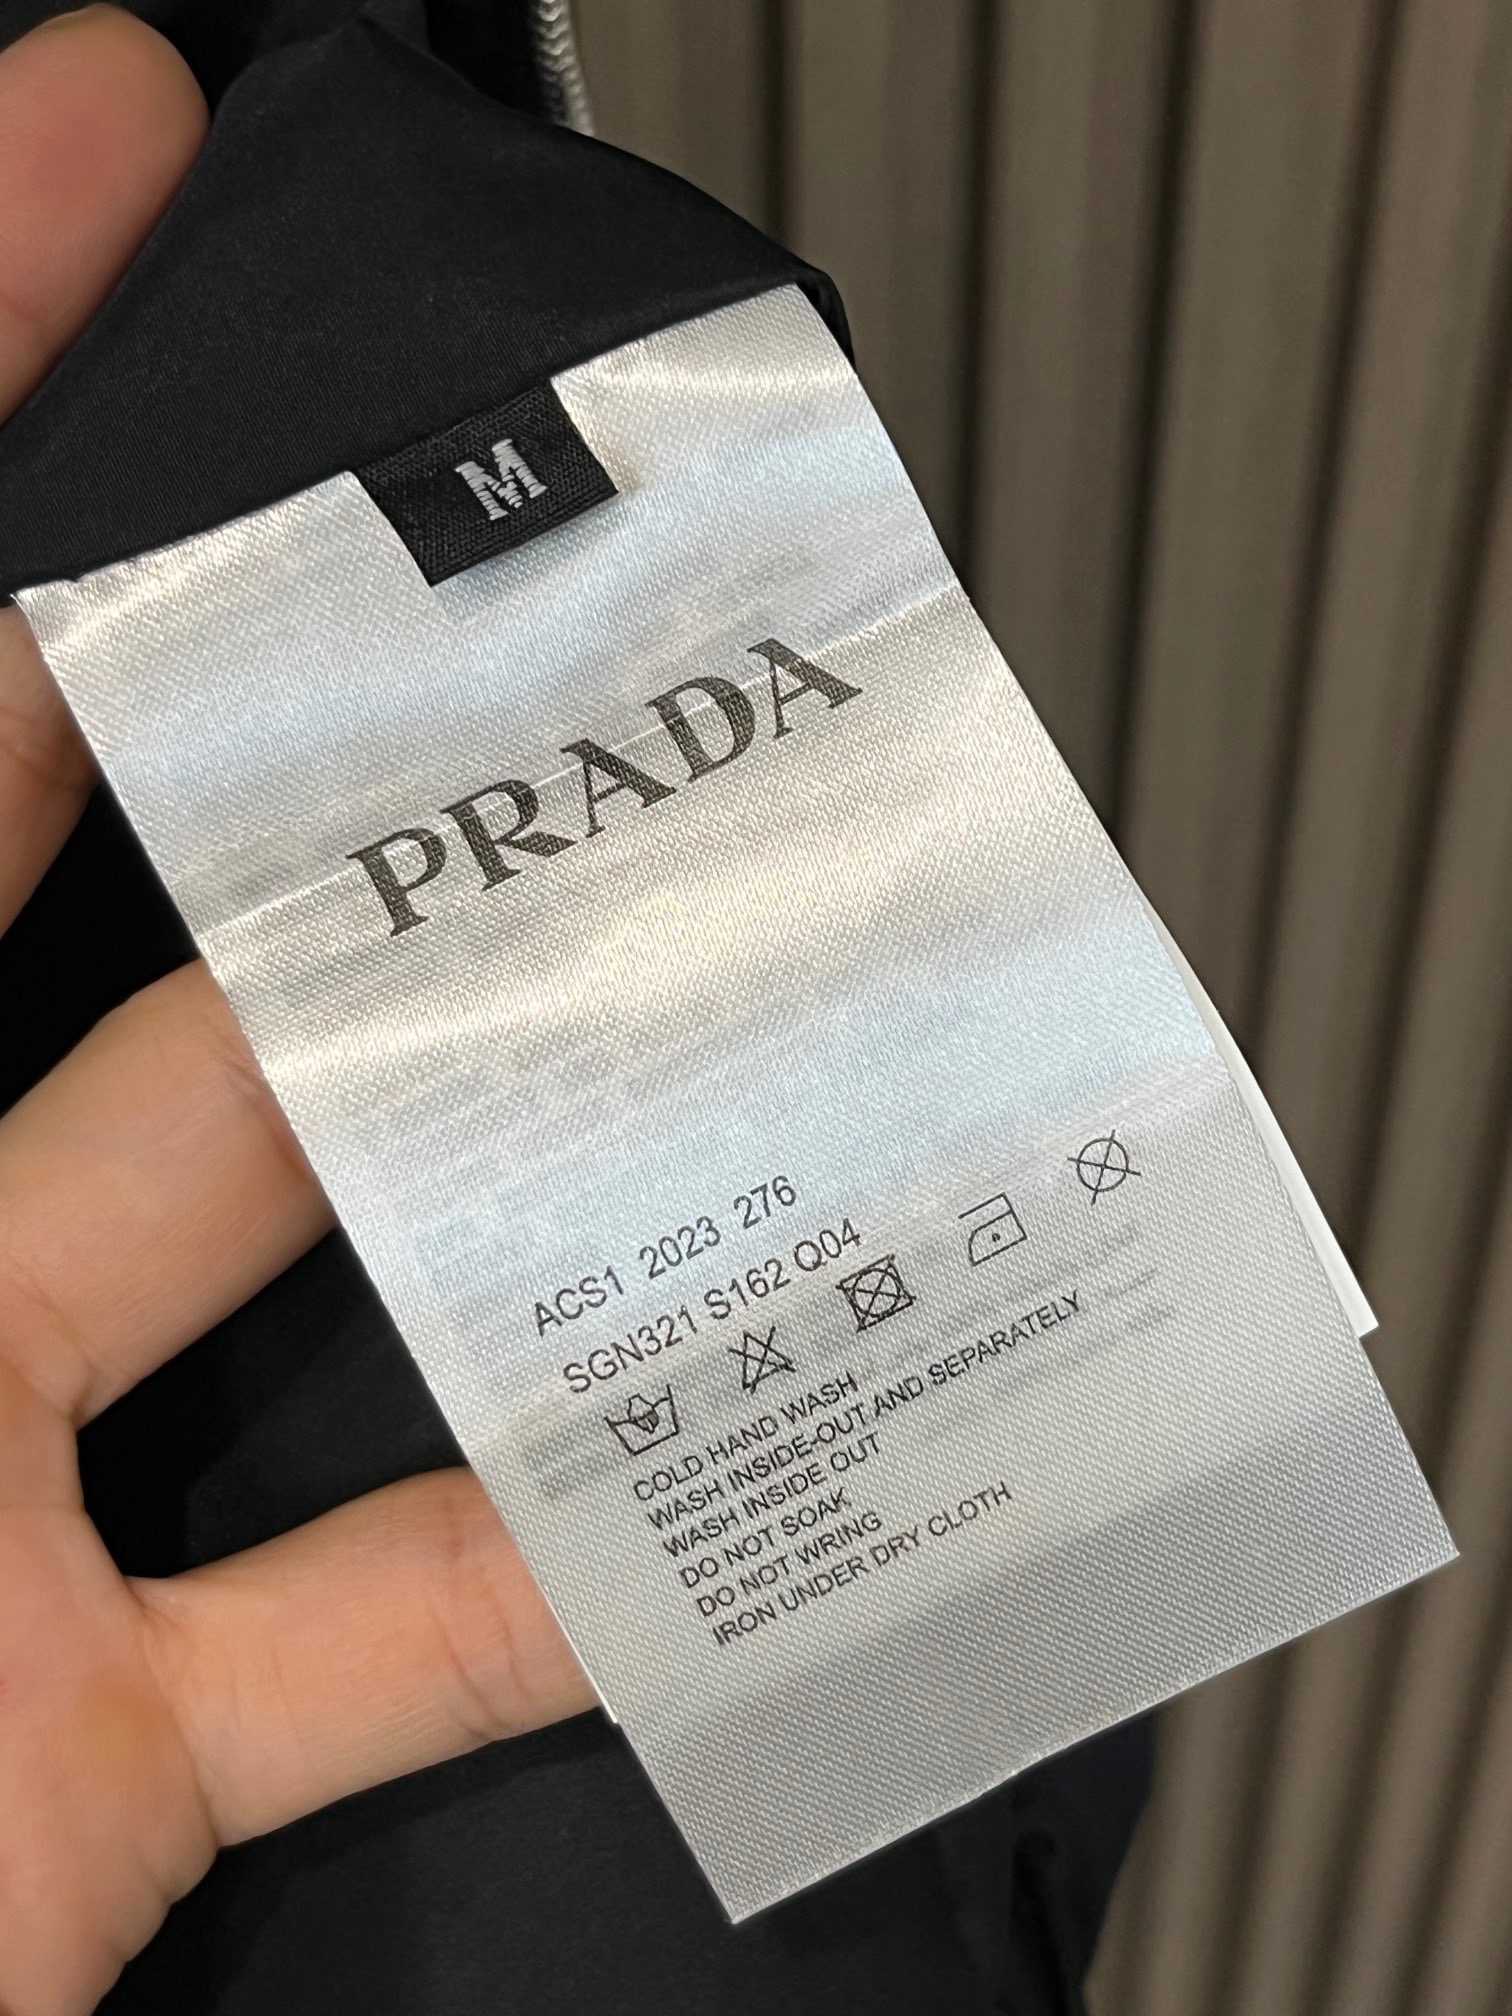 M
PRADA
ACS1 2023 276
SGN321 S162 Q04
COLD HAND WASH
WASH INSIDE-OUT AND SEPARATELY
WASH INSIDE OUT
DO NOT SOAK
DO NOT WRING
IRON UNDER DRY CLOTH